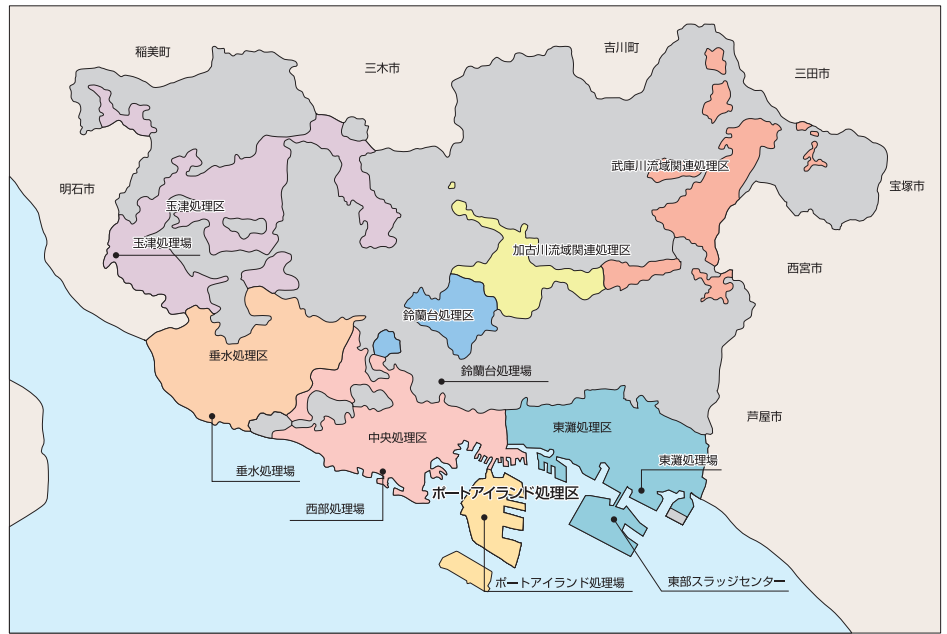 吉川町
稲美町
三木市
三田市
武庫川流域関連処理区
明石市
宝塚市
玉津処理区
玉津処理場
加古川流域関連処理区
西宮市
鈴蘭台処理区
垂水処理区
鈴蘭台処理場
芦屋市
中央処理区
東灘処理区
東灘処理場
垂水処理場
ポートアイランド処理区
西部処理場
ポートアイランド処理場
東部スラッジセンター